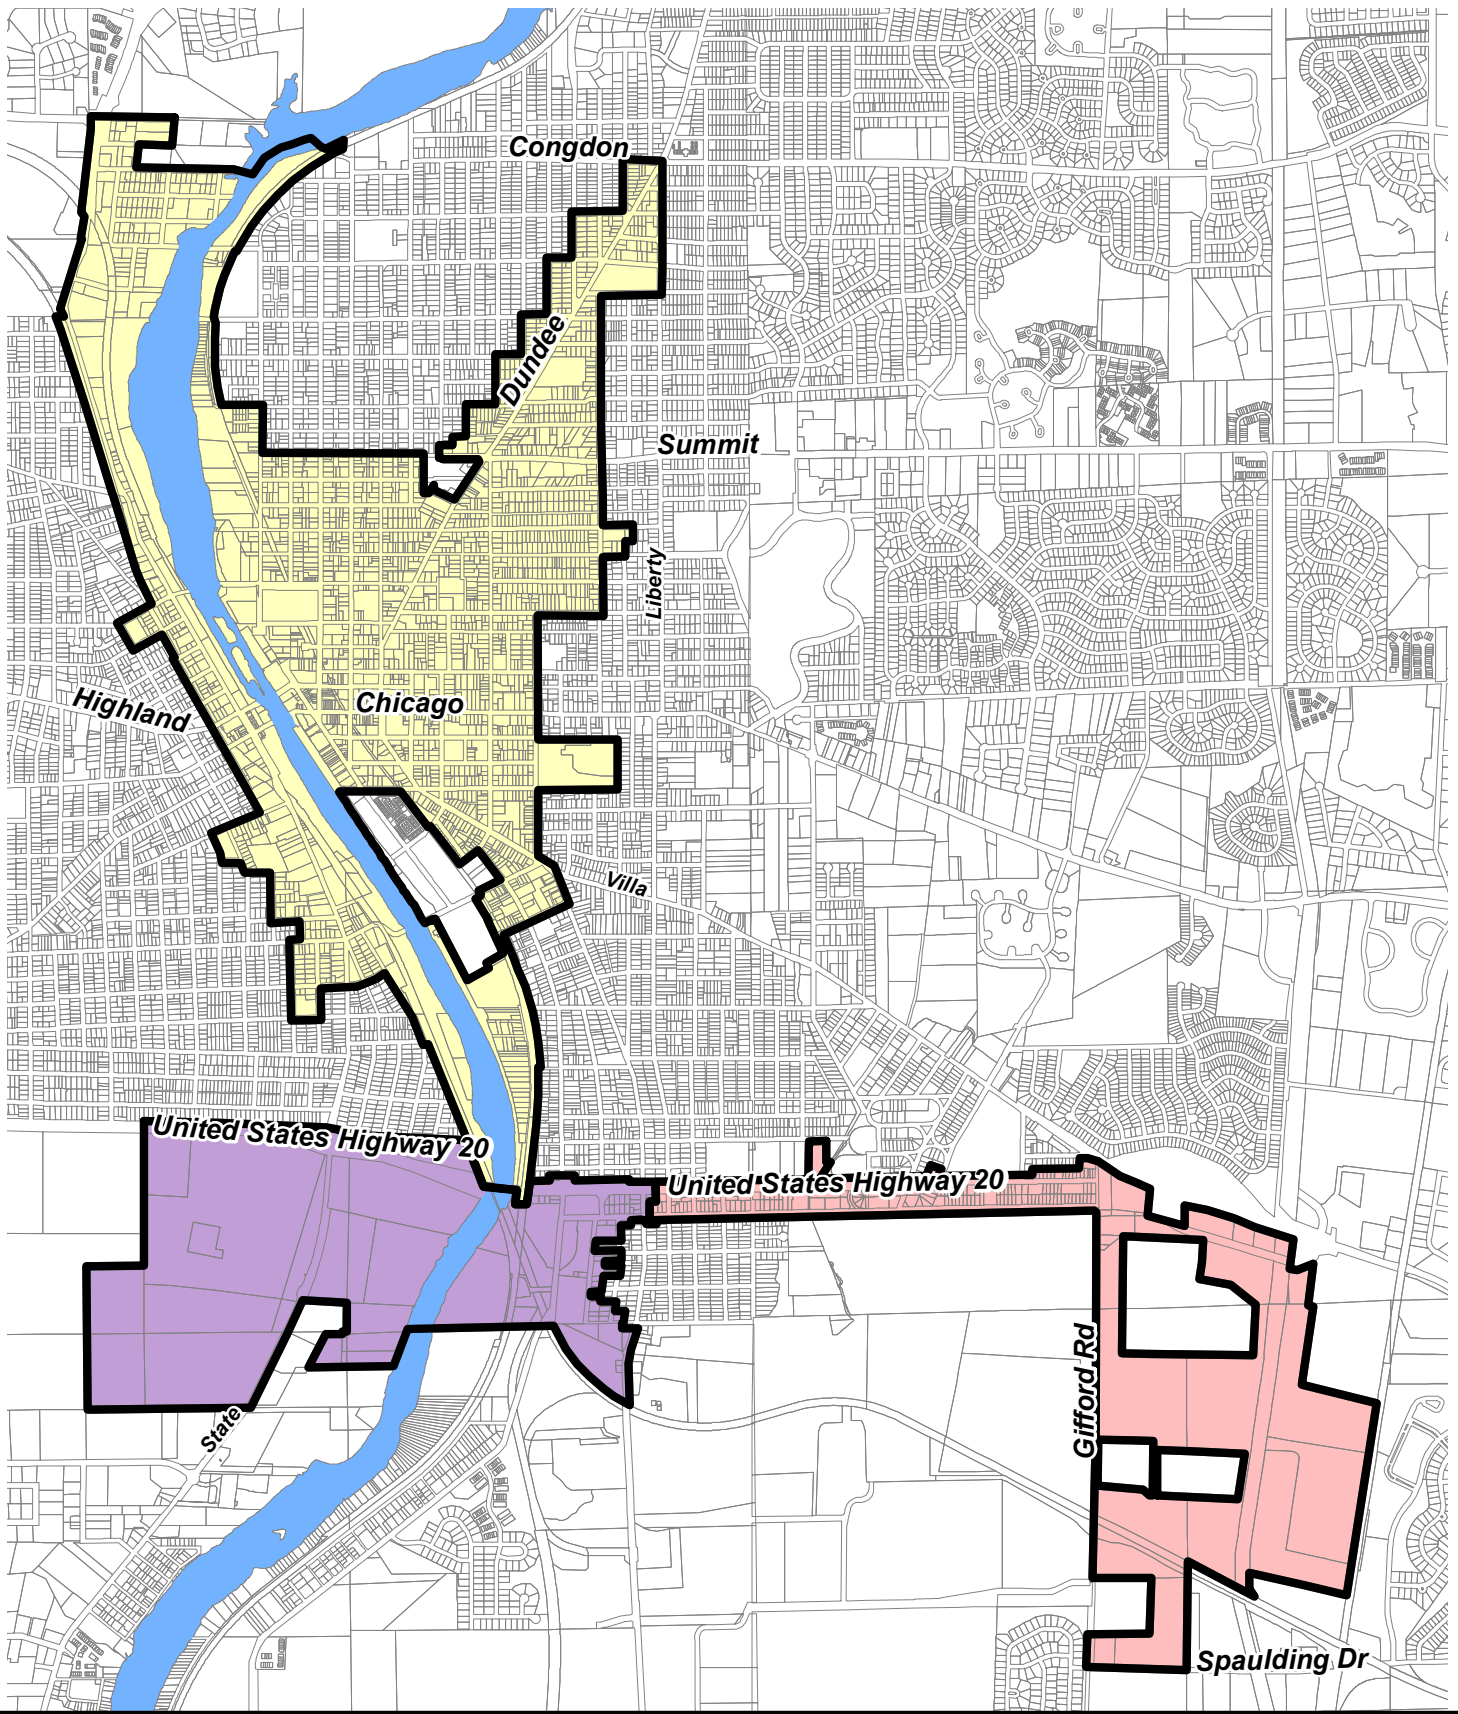 Congdon
Dundee
Summit
Liberty
Highland
Chicago
Villa
United States Highway 20
United States Highway 20
Gifford Rd
State
Spaulding Dr